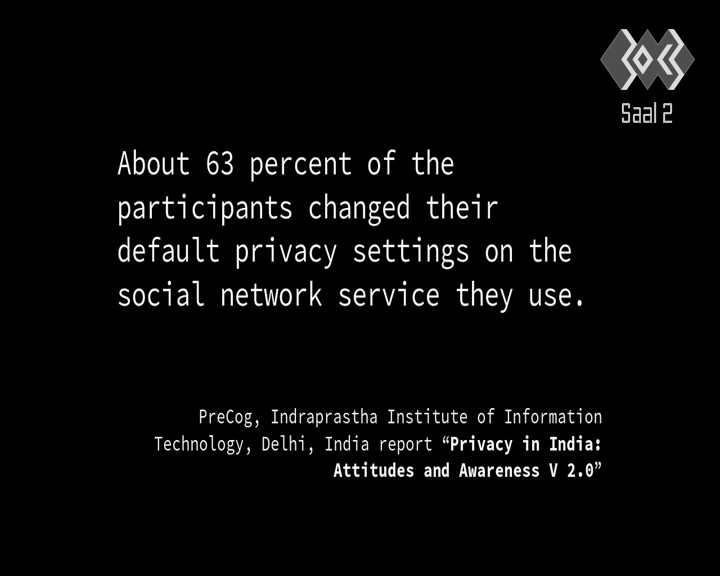 Saal 2
About 63 percent of the
participants changed their
default privacy settings on the
social network service they use.
PreCog, Indraprastha Institute of Information
Technology, Delhi, India report “Privacy in India:
Attitudes and Awareness V 2.0”